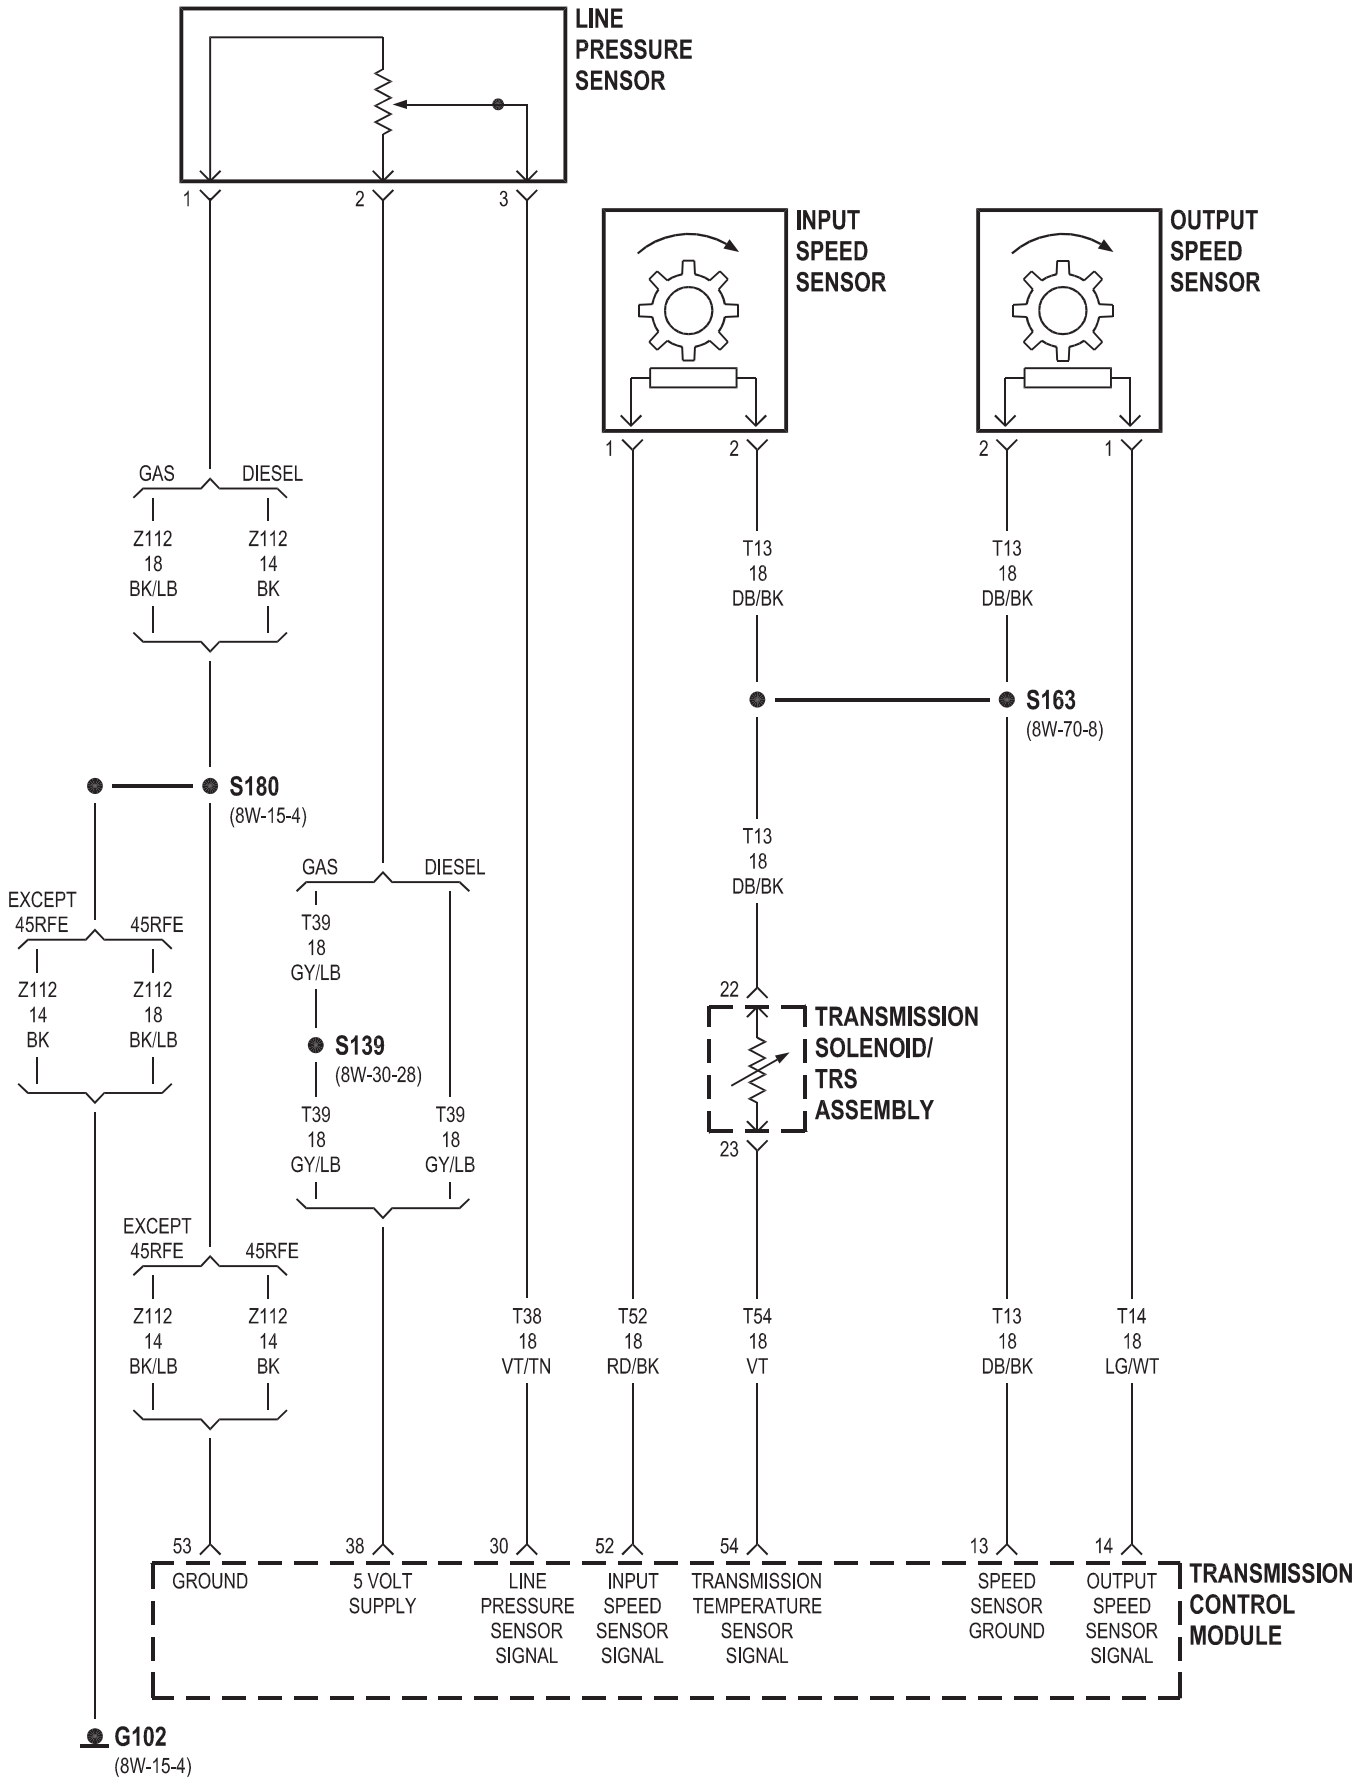 LINE
PRESSURE
SENSOR
1
2
3
INPUT
SPEED
SENSOR
OUTPUT
SPEED
SENSOR
1
2
2
1
GAS
DIESEL
Z112
18
BK/LB
Z112
14
BK
T13
18
DB/BK
T13
18
DB/BK
S163
(8W-70-8)
S180
(8W-15-4)
T13
18
DB/BK
GAS
DIESEL
EXCEPT
45RFE
45RFE
T39
18
GY/LB
Z112
14
BK
Z112
18
BK/LB
S139
(8W-30-28)
22
TRANSMISSION
SOLENOID/
TRS
ASSEMBLY
23
T39
18
GY/LB
T39
18
GY/LB
EXCEPT
45RFE
45RFE
Z112
14
BK/LB
Z112
14
BK
T38
18
VT/TN
T52
18
RD/BK
T54
18
VT
T13
18
DB/BK
T14
18
LG/WT
53
38
30
52
54
13
14
GROUND
5 VOLT
SUPPLY
LINE
PRESSURE
SENSOR
SIGNAL
INPUT
SPEED
SENSOR
SIGNAL
TRANSMISSION
TEMPERATURE
SENSOR
SIGNAL
SPEED
SENSOR
GROUND
OUTPUT
SPEED
SENSOR
SIGNAL
TRANSMISSION
CONTROL
MODULE
G102
(8W-15-4)